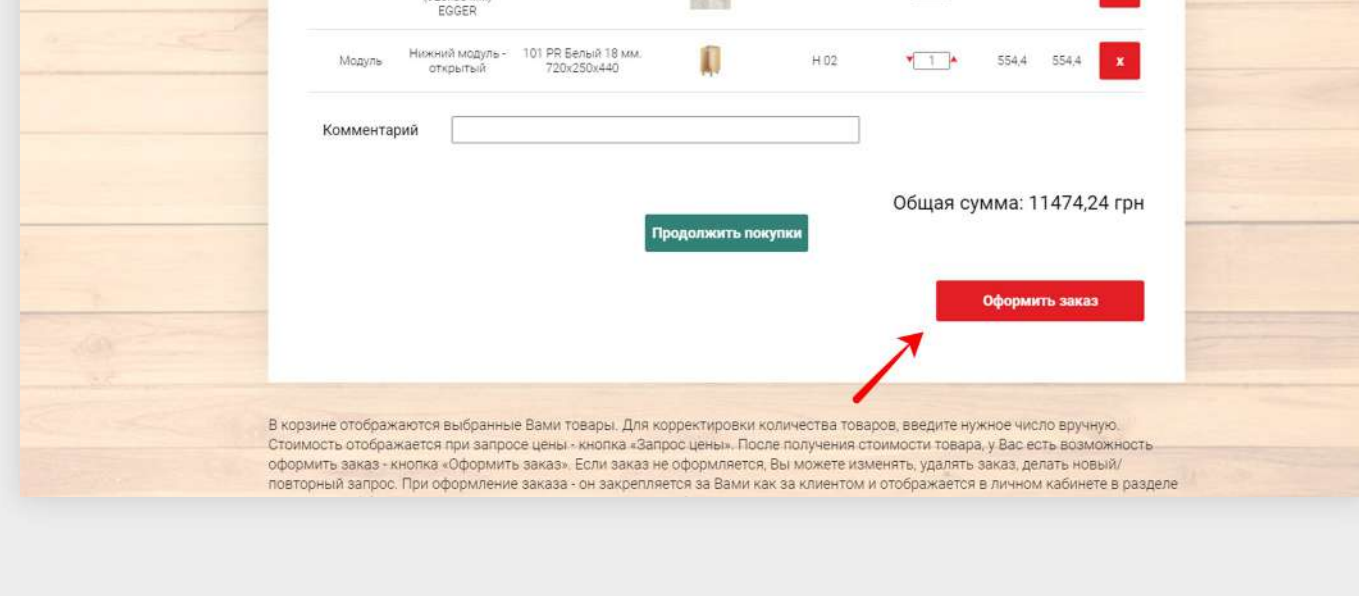 EGGER
Модуль Нижний модуль - 101 PR Белый 18 мм. Н 02 1 554,4 554,4 x
открытый 720x250x440
Комментарий
Общая сумма: 11474,24 грн
Продолжить покупки
Оформить заказ
В корзине отображаются выбранные Вами товары. Для корректировки количества товаров, введите нужное число вручную.
Стоимость отображается при запросе цены - кнопка «Запрос цены». После получения стоимости товара, у Вас есть возможность
оформить заказ - кнопка «Оформить заказ». Если заказ не оформляется, Вы можете изменять, удалять заказ, делать новый/
повторный запрос. При оформление заказа - он закрепляется за Вами как за клиентом и отображается в личном кабинете в разделе